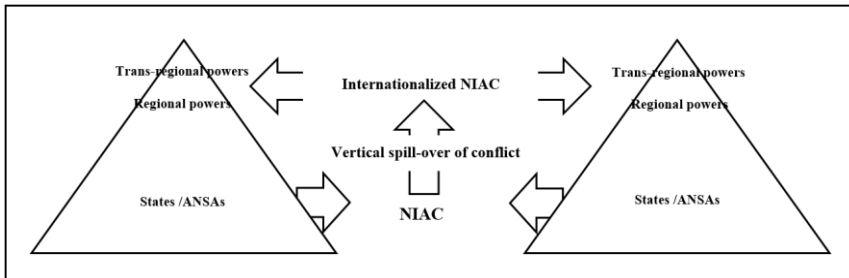 Trans-regional powers
Regional powers
States /ANSAs
Internationalized NIAC
Vertical spill-over of conflict
NIAC
Trans-regional powers
Regional powers
States /ANSAs